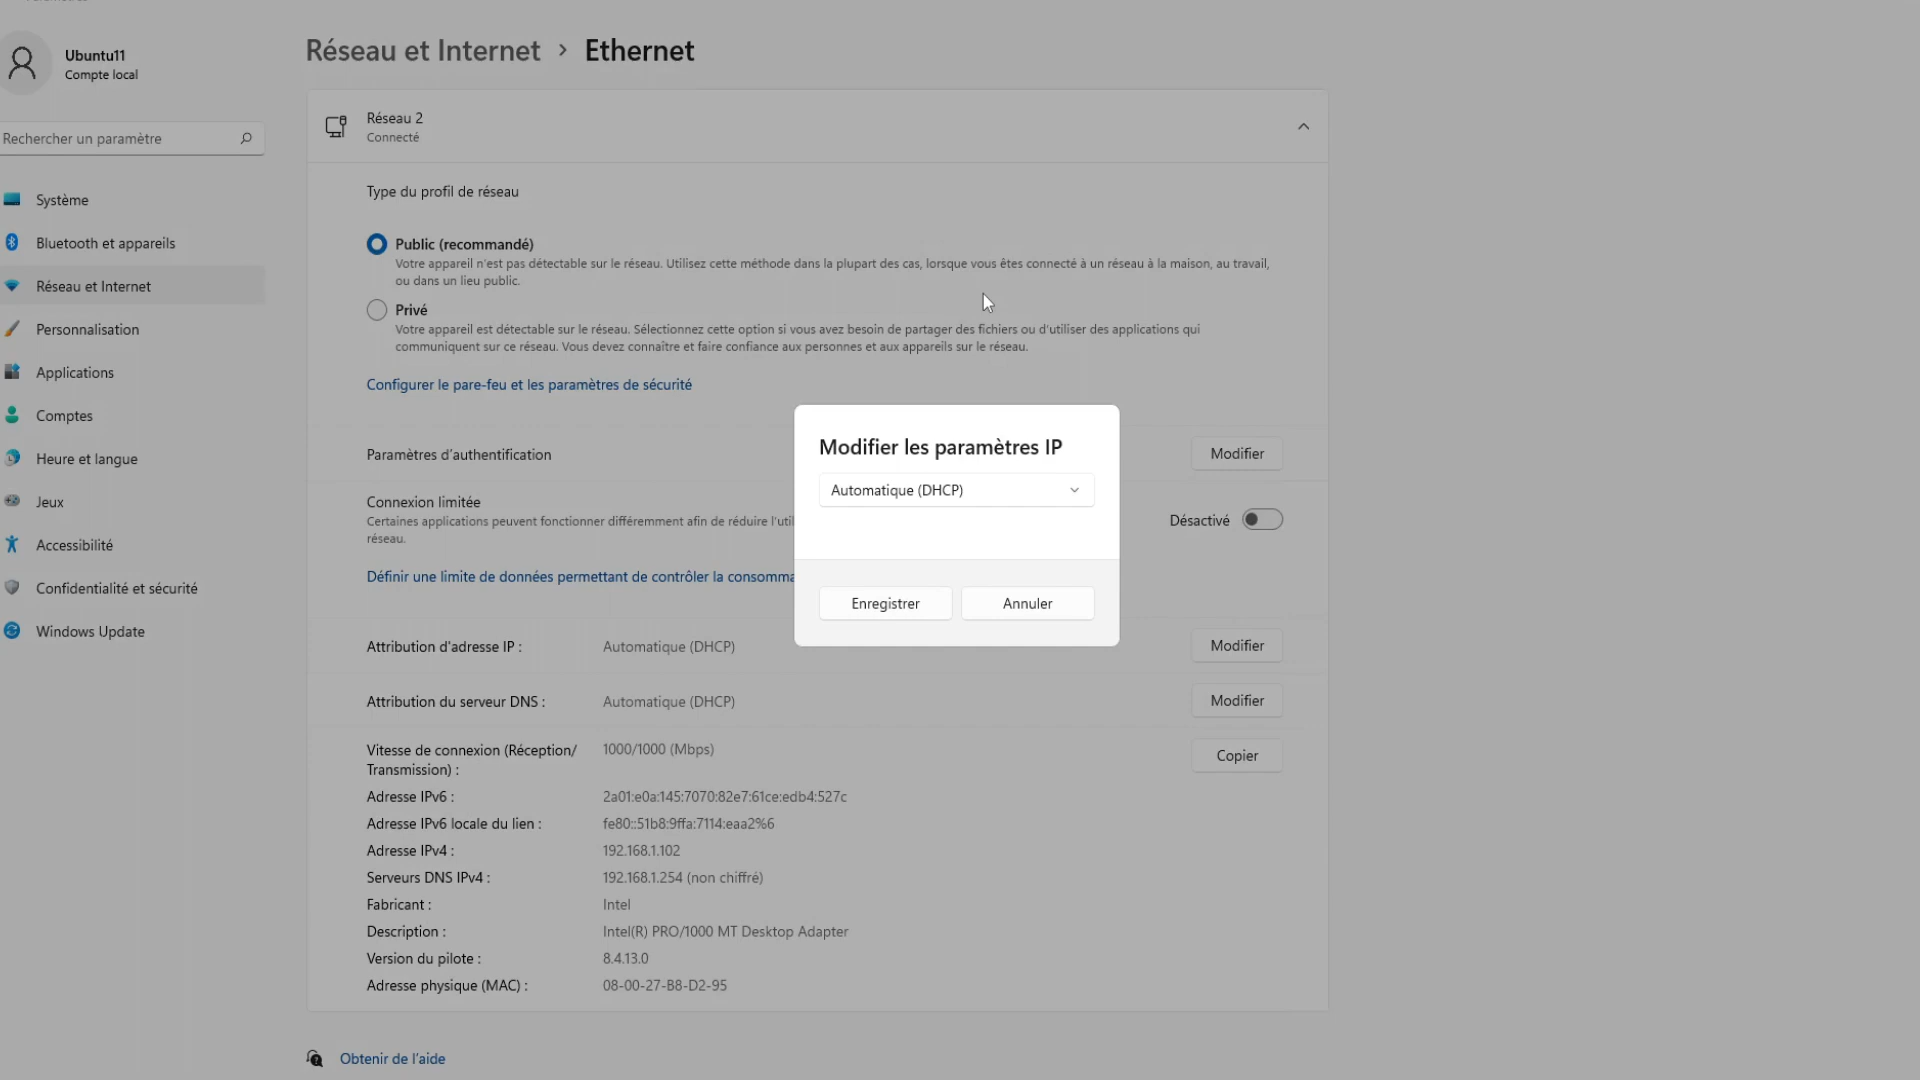 Ubuntu11
Compte local
Rechercher un paramètre
Système
Bluetooth et appareils
Réseau et Internet
Personnalisation
Applications
Comptes
Heure et langue
Jeux
Accessibilité
Confidentialité et sécurité
Windows Update
Réseau et Internet › Ethernet
Réseau 2
Connecté
Type du profil de réseau
Public (recommandé)
Votre appareil n'est pas détectable sur le réseau. Utilisez cette méthode dans la plupart des cas, lorsque vous êtes connecté à un réseau à la maison, au travail,
ou dans un lieu public.
Privé
Votre appareil est détectable sur le réseau. Sélectionnez cette option si vous avez besoin de partager des fichiers ou d'utiliser des applications qui
communiquent sur ce réseau. Vous devez connaître et faire confiance aux personnes et aux appareils sur le réseau.
Configurer le pare-feu et les paramètres de sécurité
Paramètres d'authentification
Modifier
Connexion limitée
Certaines applications peuvent fonctionner différemment afin de réduire l'uti
réseau.
Désactivé
Définir une limite de données permettant de contrôler la consomma
Modifier les paramètres IP
Automatique (DHCP)
Enregistrer Annuler
Attribution d'adresse IP : Automatique (DHCP) Modifier
Attribution du serveur DNS : Automatique (DHCP) Modifier
Vitesse de connexion (Réception/ 1000/1000 (Mbps) Copier
Transmission) :
Adresse IPv6 : 2a01:e0a:145:7070:82e7:61ce:edb4:527c
Adresse IPv6 locale du lien : fe80::51b8:9ffa:7114:eaa2%6
Adresse IPv4 : 192.168.1.102
Serveurs DNS IPv4 : 192.168.1.254 (non chiffré)
Fabricant : Intel
Description : Intel(R) PRO/1000 MT Desktop Adapter
Version du pilote : 8.4.13.0
Adresse physique (MAC) : 08-00-27-B8-D2-95
Obtenir de l'aide